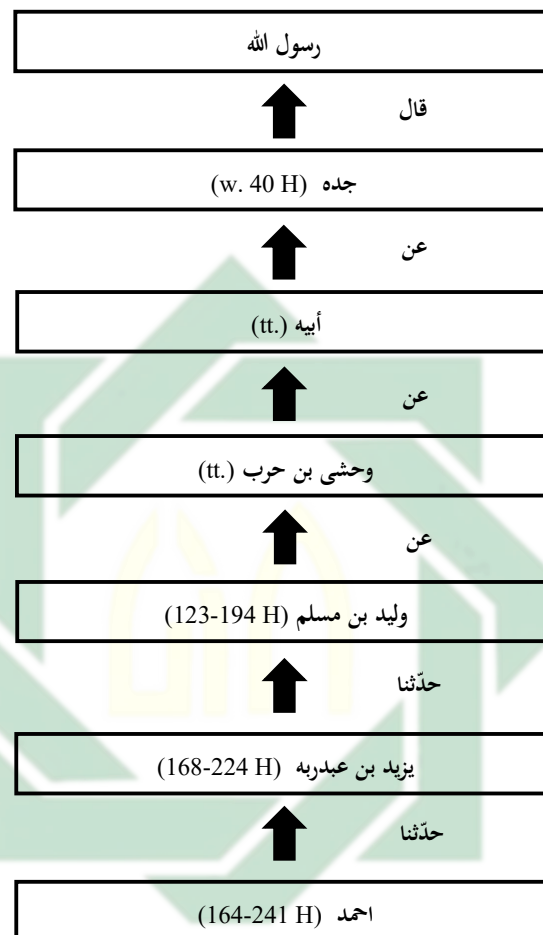 رسول الله
قال
جده (w. 40 H)
عن
أبيه (tt.)
عن
وحشى بن حرب (tt.)
عن
وليد بن مسلم (123-194 H)
حدّثنا
يزيد بن عبدربه (168-224 H)
حدّثنا
احمد (164-241 H)